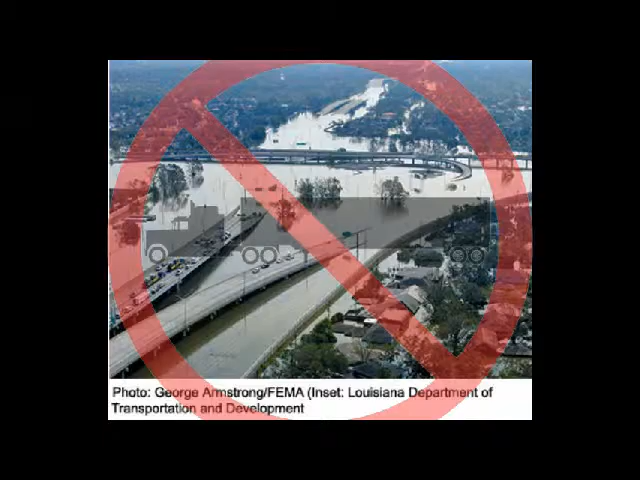 Photo: George Armstrong/FEMA (Inset: Louisiana Department of
Transportation and Development